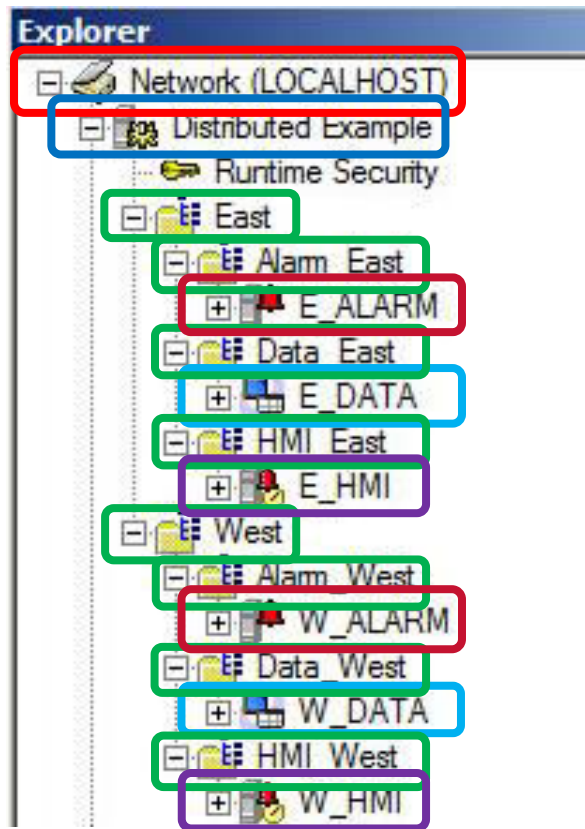 Explorer
Network (LOCALHOST)
Distributed Example
Runtime Security
East
Alarm_East
E_ALARM
Data_East
E_DATA
HMI_East
E_HMI
West
Alarm_West
W_ALARM
Data_West
W_DATA
HMI_West
W_HMI